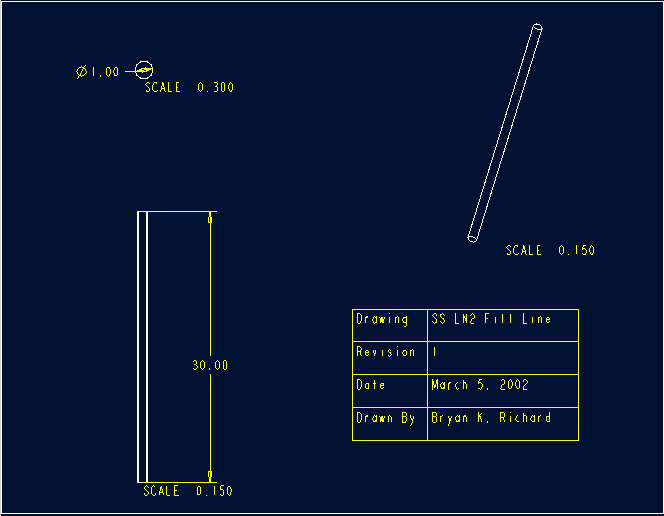 Ø1.00
SCALE 0.300
SCALE 0.150
30.00
SCALE 0.150
Drawing SS LN2 Fill Line
Revision 1
Date March 5, 2002
Drawn By Bryan K. Richard